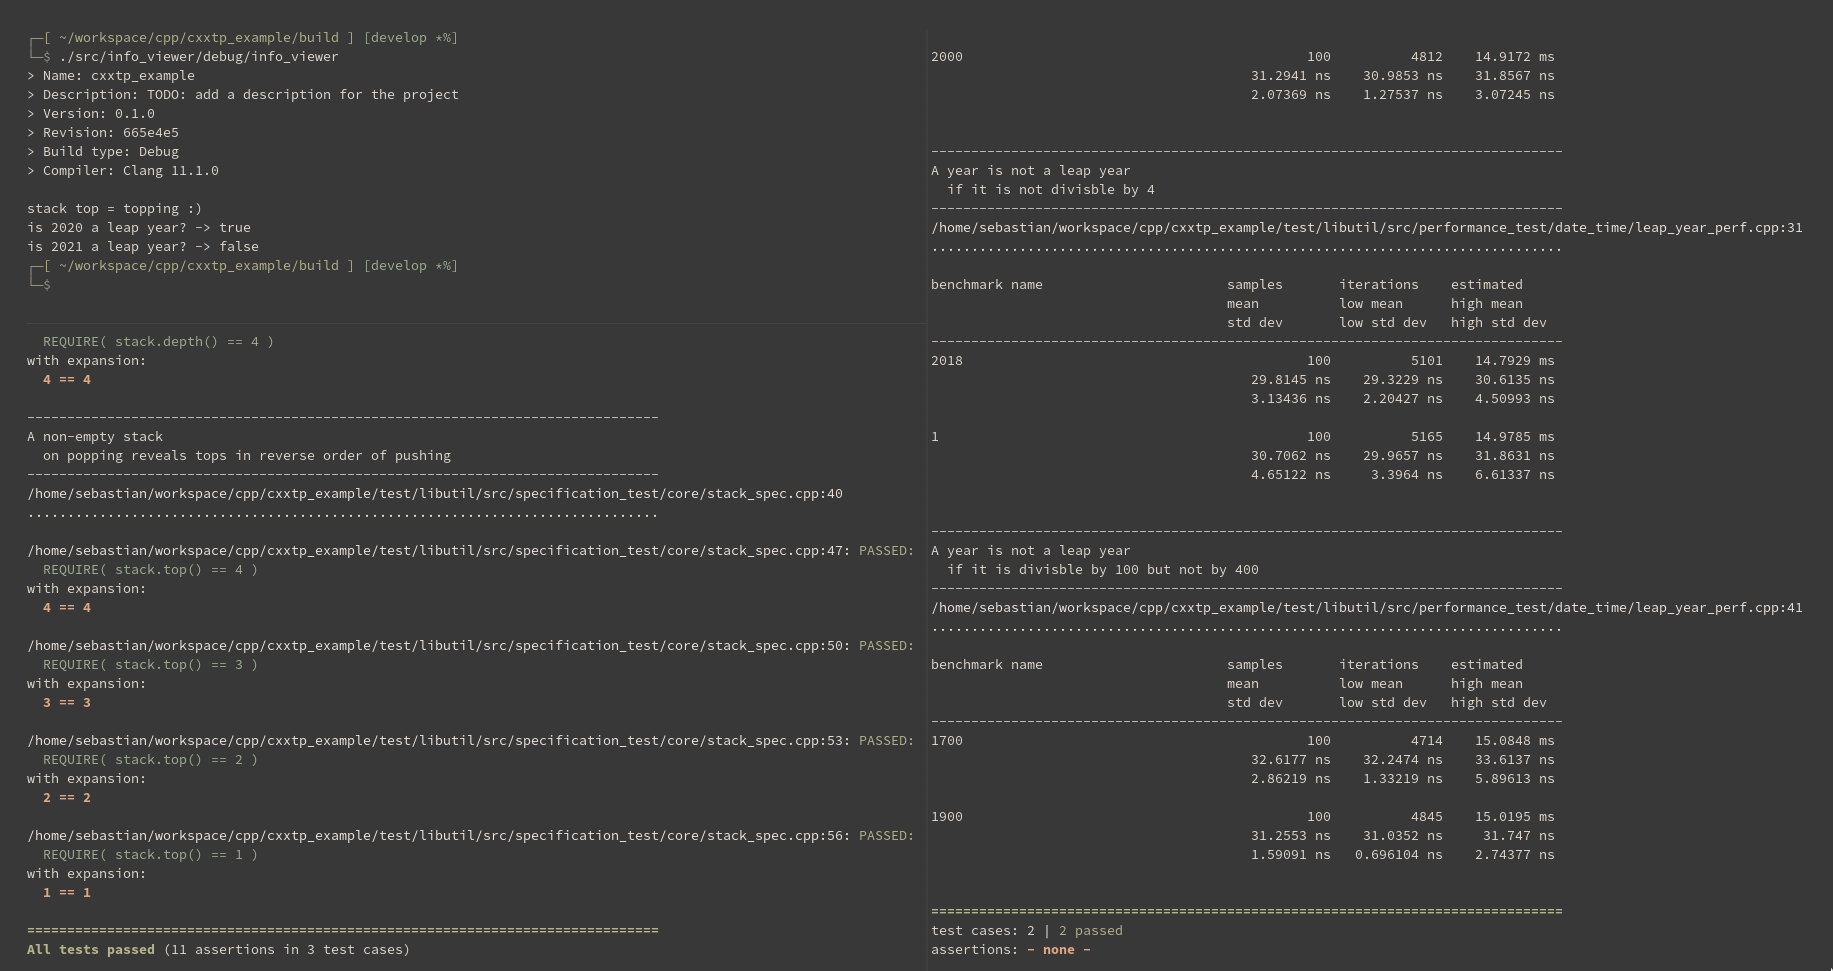 ┌─[ ~/workspace/cpp/cxxtp_example/build ] [develop *%]
└─$ ./src/info_viewer/debug/info_viewer
> Name: cxxtp_example
> Description: TODO: add a description for the project
> Version: 0.1.0
> Revision: 665e4e5
> Build type: Debug
> Compiler: Clang 11.1.0
stack top = topping :)
is 2020 a leap year? -> true
is 2021 a leap year? -> false
┌─[ ~/workspace/cpp/cxxtp_example/build ] [develop *%]
└─$
REQUIRE( stack.depth() == 4 )
with expansion:
4 == 4
-------------------------------------------------------------------------------
A non-empty stack
on popping reveals tops in reverse order of pushing
-------------------------------------------------------------------------------
/home/sebastian/workspace/cpp/cxxtp_example/test/libutil/src/specification_test/core/stack_spec.cpp:40
...............................................................................
/home/sebastian/workspace/cpp/cxxtp_example/test/libutil/src/specification_test/core/stack_spec.cpp:47: PASSED:
REQUIRE( stack.top() == 4 )
with expansion:
4 == 4
/home/sebastian/workspace/cpp/cxxtp_example/test/libutil/src/specification_test/core/stack_spec.cpp:50: PASSED:
REQUIRE( stack.top() == 3 )
with expansion:
3 == 3
/home/sebastian/workspace/cpp/cxxtp_example/test/libutil/src/specification_test/core/stack_spec.cpp:53: PASSED:
REQUIRE( stack.top() == 2 )
with expansion:
2 == 2
/home/sebastian/workspace/cpp/cxxtp_example/test/libutil/src/specification_test/core/stack_spec.cpp:56: PASSED:
REQUIRE( stack.top() == 1 )
with expansion:
1 == 1
===============================================================================
All tests passed (11 assertions in 3 test cases)
2000 100 4812 14.9172 ms
31.2941 ns 30.9853 ns 31.8567 ns
2.07369 ns 1.27537 ns 3.07245 ns
-------------------------------------------------------------------------------
A year is not a leap year
if it is not divisble by 4
-------------------------------------------------------------------------------
/home/sebastian/workspace/cpp/cxxtp_example/test/libutil/src/performance_test/date_time/leap_year_perf.cpp:31
...............................................................................
benchmark name samples iterations estimated
mean low mean high mean
std dev low std dev high std dev
-------------------------------------------------------------------------------
2018 100 5101 14.7929 ms
29.8145 ns 29.3229 ns 30.6135 ns
3.13436 ns 2.20427 ns 4.50993 ns
1 100 5165 14.9785 ms
30.7062 ns 29.9657 ns 31.8631 ns
4.65122 ns 3.3964 ns 6.61337 ns
-------------------------------------------------------------------------------
A year is not a leap year
if it is divisble by 100 but not by 400
-------------------------------------------------------------------------------
/home/sebastian/workspace/cpp/cxxtp_example/test/libutil/src/performance_test/date_time/leap_year_perf.cpp:41
...............................................................................
benchmark name samples iterations estimated
mean low mean high mean
std dev low std dev high std dev
-------------------------------------------------------------------------------
1700 100 4714 15.0848 ms
32.6177 ns 32.2474 ns 33.6137 ns
2.86219 ns 1.33219 ns 5.89613 ns
1900 100 4845 15.0195 ms
31.2553 ns 31.0352 ns 31.747 ns
1.59091 ns 0.696104 ns 2.74377 ns
===============================================================================
test cases: 2 | 2 passed
assertions: - none -